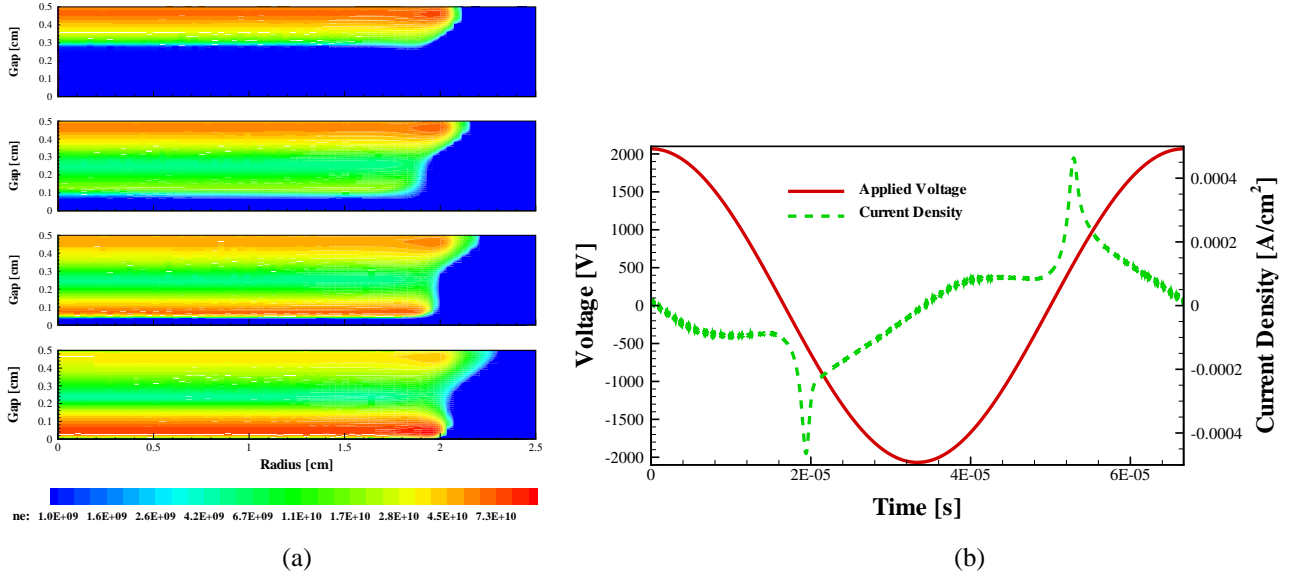 0.5
0.4
0.3
0.2
0.1
0
Gap [cm]
0.5
0.4
0.3
0.2
0.1
0
Gap [cm]
0.5
0.4
0.3
0.2
0.1
0
Gap [cm]
0.5
0.4
0.3
0.2
0.1
0
Gap [cm]
0 0.5 1 1.5 2 2.5
Radius [cm]
ne: 1.0E+09 1.6E+09 2.6E+09 4.2E+09 6.7E+09 1.1E+10 1.7E+10 2.8E+10 4.5E+10 7.3E+10
(a)
2000
1500
1000
500
0
-500
-1000
-1500
-2000
Voltage [V]
Applied Voltage
Current Density
0.0004
0.0002
0
-0.0002
-0.0004
Current Density [A/cm²]
0 2E-05 4E-05 6E-05
Time [s]
(b)